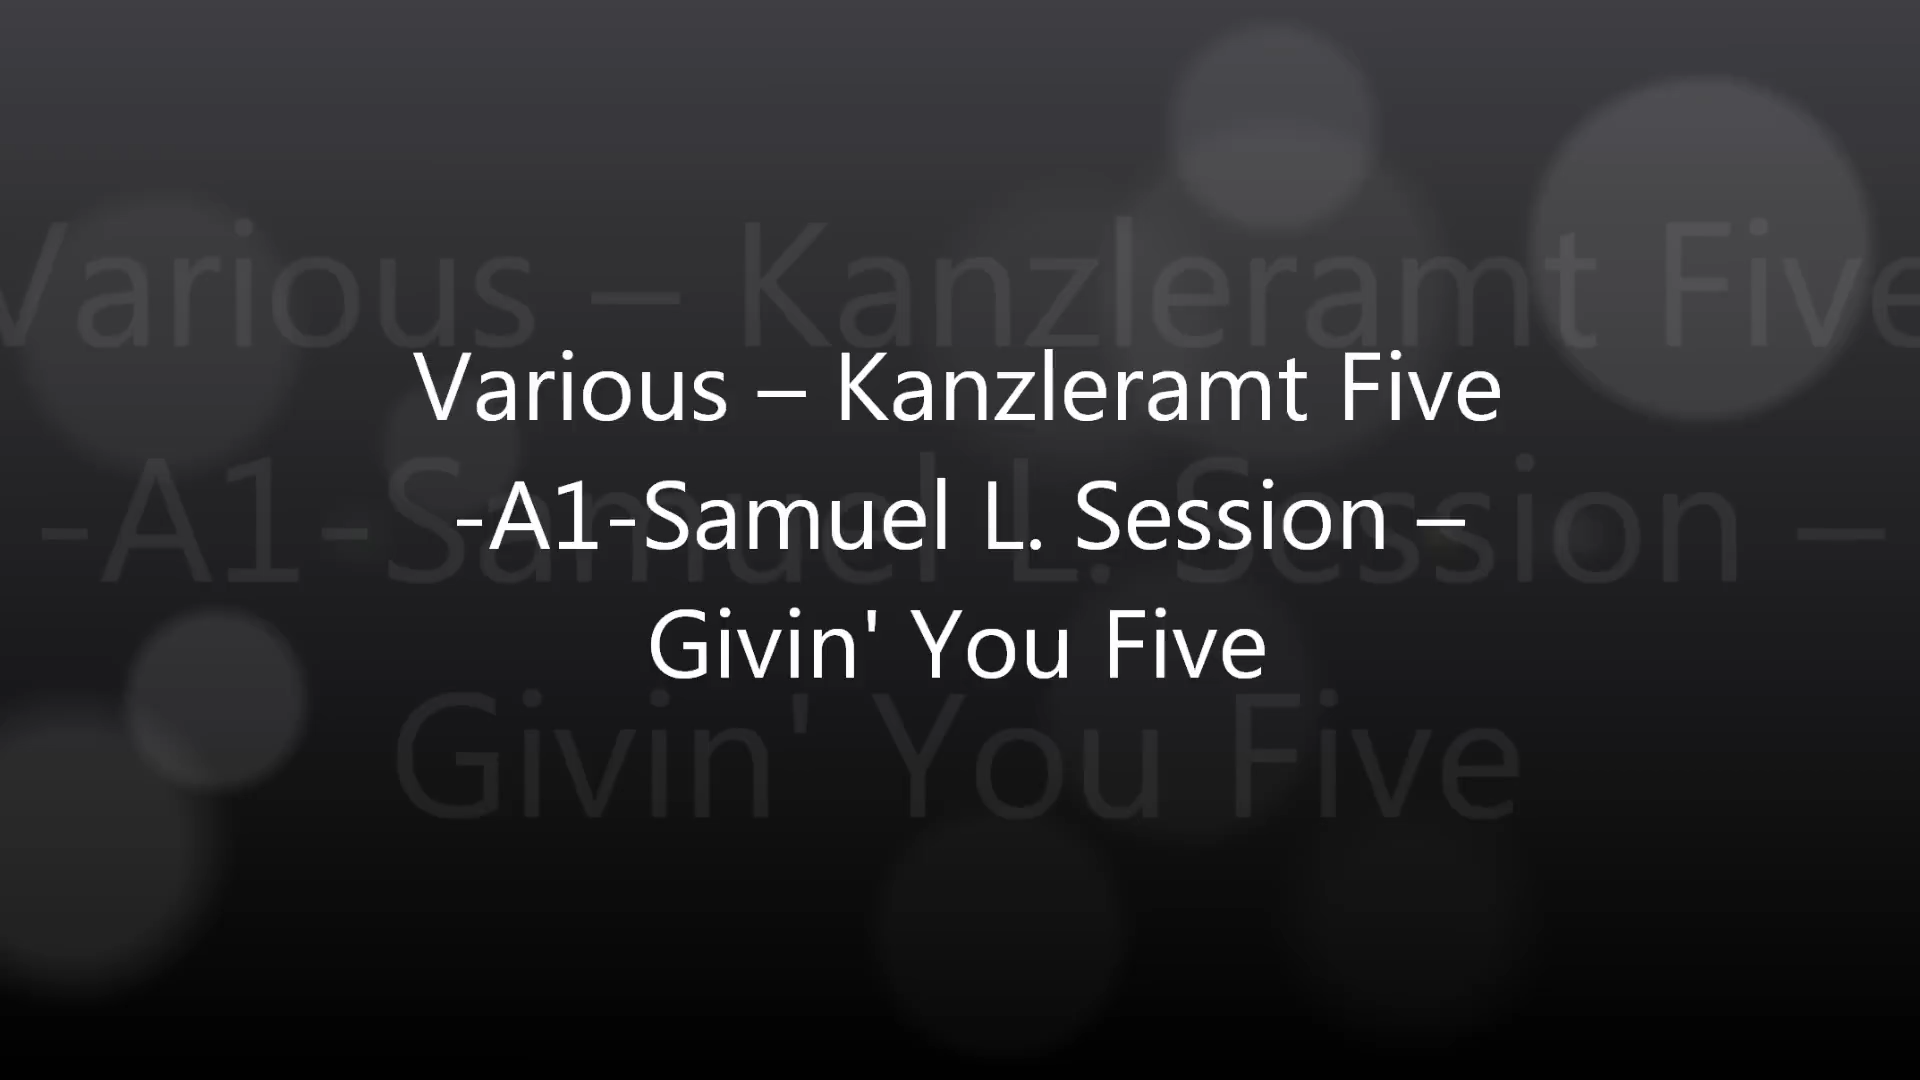 Various – Kanzleramt Five
-A1-Samuel L. Session –
Givin' You Five